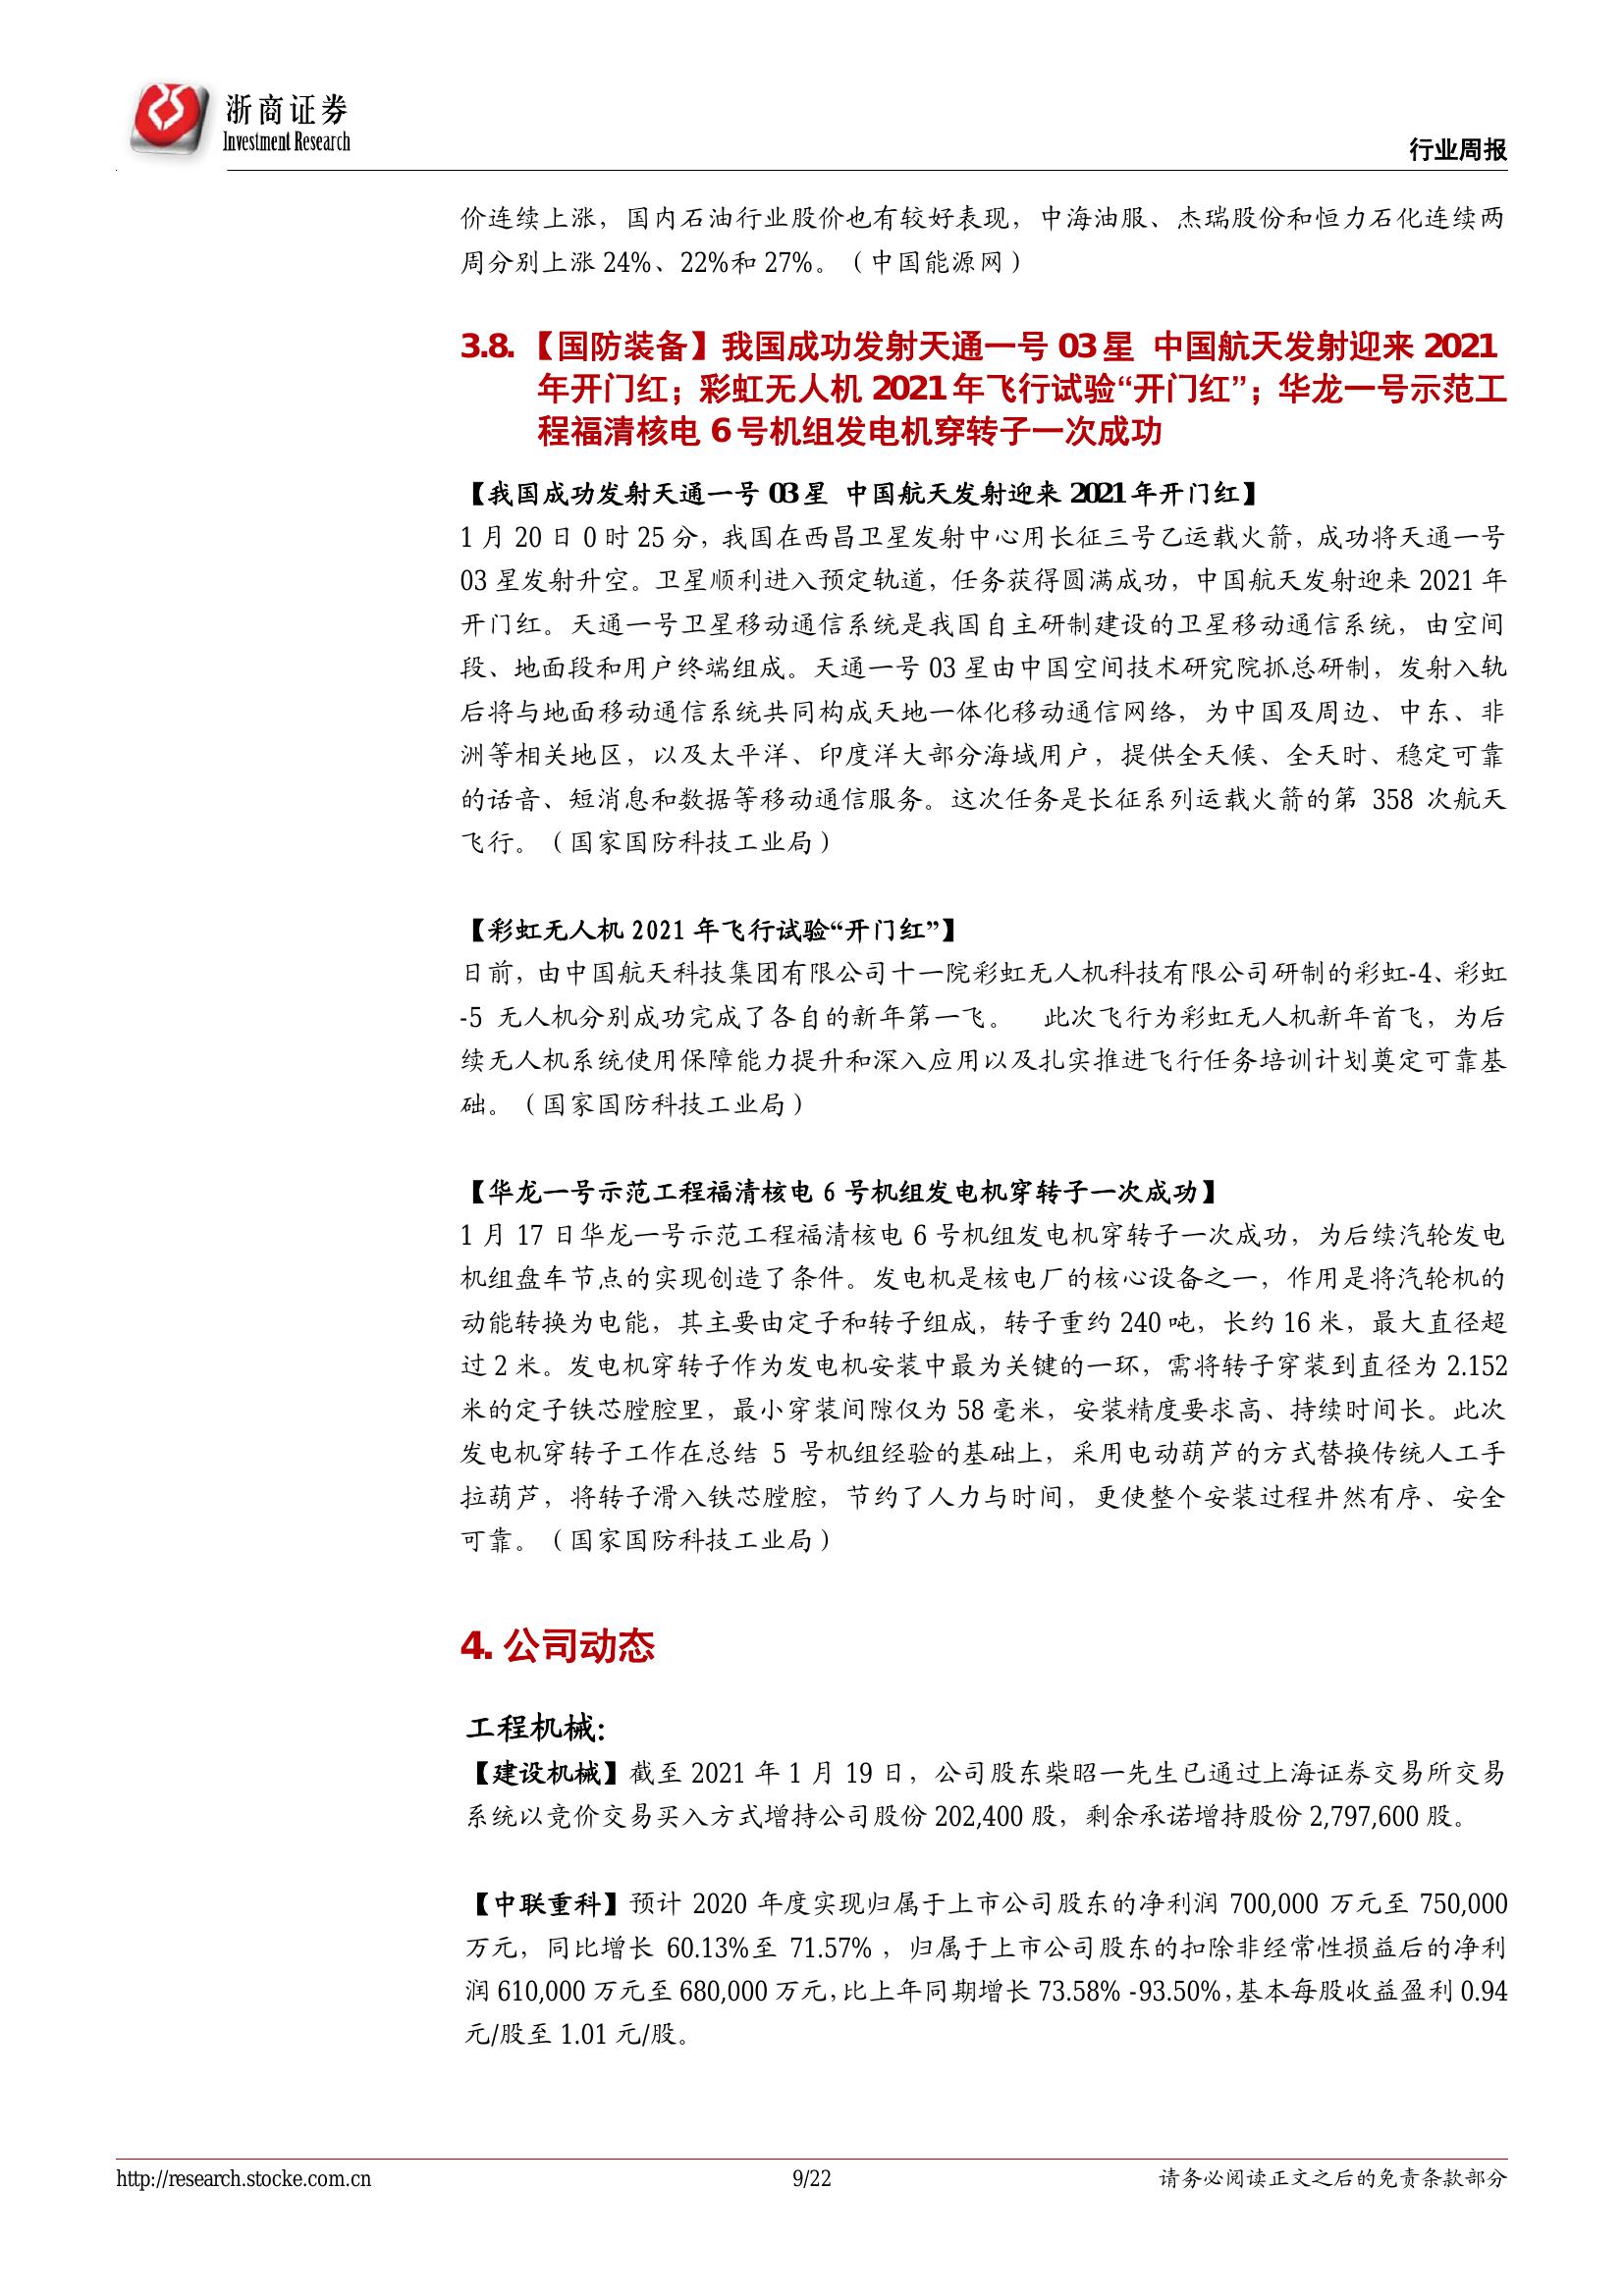 浙商证券
Investment Research
行业周报
价连续上涨，国内石油行业股价也有较好表现，中海油服、杰瑞股份和恒力石化连续两
周分别上涨 24%、22%和 27%。（中国能源网）
3.8. 【国防装备】我国成功发射天通一号 03 星 中国航天发射迎来 2021
年开门红；彩虹无人机 2021 年飞行试验“开门红”；华龙一号示范工
程福清核电 6 号机组发电机穿转子一次成功
【我国成功发射天通一号 03 星 中国航天发射迎来 2021 年开门红】
1 月 20 日 0 时 25 分，我国在西昌卫星发射中心用长征三号乙运载火箭，成功将天通一号
03 星发射升空。卫星顺利进入预定轨道，任务获得圆满成功，中国航天发射迎来 2021 年
开门红。天通一号卫星移动通信系统是我国自主研制建设的卫星移动通信系统，由空间
段、地面段和用户终端组成。天通一号 03 星由中国空间技术研究院抓总研制，发射入轨
后将与地面移动通信系统共同构成天地一体化移动通信网络，为中国及周边、中东、非
洲等相关地区，以及太平洋、印度洋大部分海域用户，提供全天候、全天时、稳定可靠
的话音、短消息和数据等移动通信服务。这次任务是长征系列运载火箭的第 358 次航天
飞行。（国家国防科技工业局）
【彩虹无人机 2021 年飞行试验“开门红”】
日前，由中国航天科技集团有限公司十一院彩虹无人机科技有限公司研制的彩虹-4、彩虹
-5 无人机分别成功完成了各自的新年第一飞。 此次飞行为彩虹无人机新年首飞，为后
续无人机系统使用保障能力提升和深入应用以及扎实推进飞行任务培训计划奠定可靠基
础。（国家国防科技工业局）
【华龙一号示范工程福清核电 6 号机组发电机穿转子一次成功】
1 月 17 日华龙一号示范工程福清核电 6 号机组发电机穿转子一次成功，为后续汽轮发电
机组盘车节点的实现创造了条件。发电机是核电厂的核心设备之一，作用是将汽轮机的
动能转换为电能，其主要由定子和转子组成，转子重约 240 吨，长约 16 米，最大直径超
过 2 米。发电机穿转子作为发电机安装中最为关键的一环，需将转子穿装到直径为 2.152
米的定子铁芯膛腔里，最小穿装间隙仅为 58 毫米，安装精度要求高、持续时间长。此次
发电机穿转子工作在总结 5 号机组经验的基础上，采用电动葫芦的方式替换传统人工手
拉葫芦，将转子滑入铁芯膛腔，节约了人力与时间，更使整个安装过程井然有序、安全
可靠。（国家国防科技工业局）
4. 公司动态
工程机械：
【建设机械】截至 2021 年 1 月 19 日，公司股东柴昭一先生已通过上海证券交易所交易
系统以竞价交易买入方式增持公司股份 202,400 股，剩余承诺增持股份 2,797,600 股。
【中联重科】预计 2020 年度实现归属于上市公司股东的净利润 700,000 万元至 750,000
万元，同比增长 60.13%至 71.57% ，归属于上市公司股东的扣除非经常性损益后的净利
润 610,000 万元至 680,000 万元，比上年同期增长 73.58% -93.50%，基本每股收益盈利 0.94
元/股至 1.01 元/股。
http://research.stocke.com.cn
9/22
请务必阅读正文之后的免责条款部分